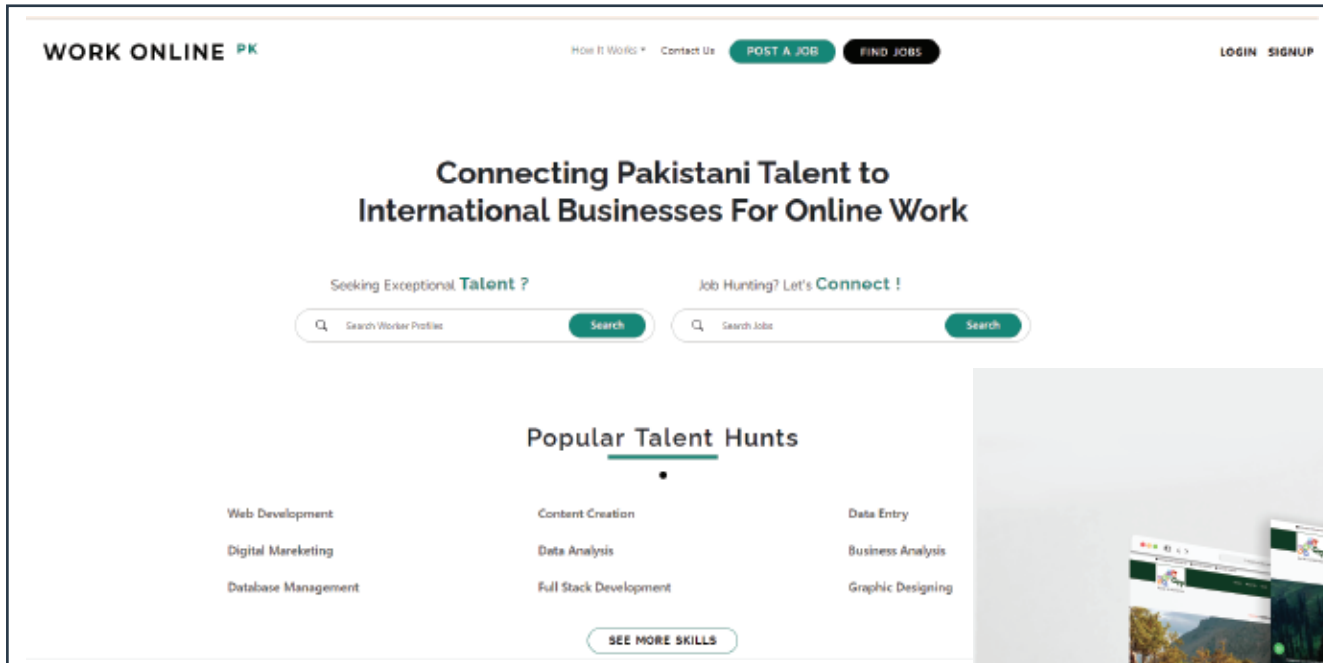 WORK ONLINE PK
How It Works
Contact Us
POST A JOB
FIND JOBS
LOGIN
SIGNUP
Connecting Pakistani Talent to
International Businesses For Online Work
Seeking Exceptional Talent ?
Job Hunting? Let's Connect !
Search Worker Profiles
Search
Search Jobs
Search
Popular Talent Hunts
Web Development
Content Creation
Data Entry
Digital Mareketing
Data Analysis
Business Analysis
Database Management
Full Stack Development
Graphic Designing
SEE MORE SKILLS